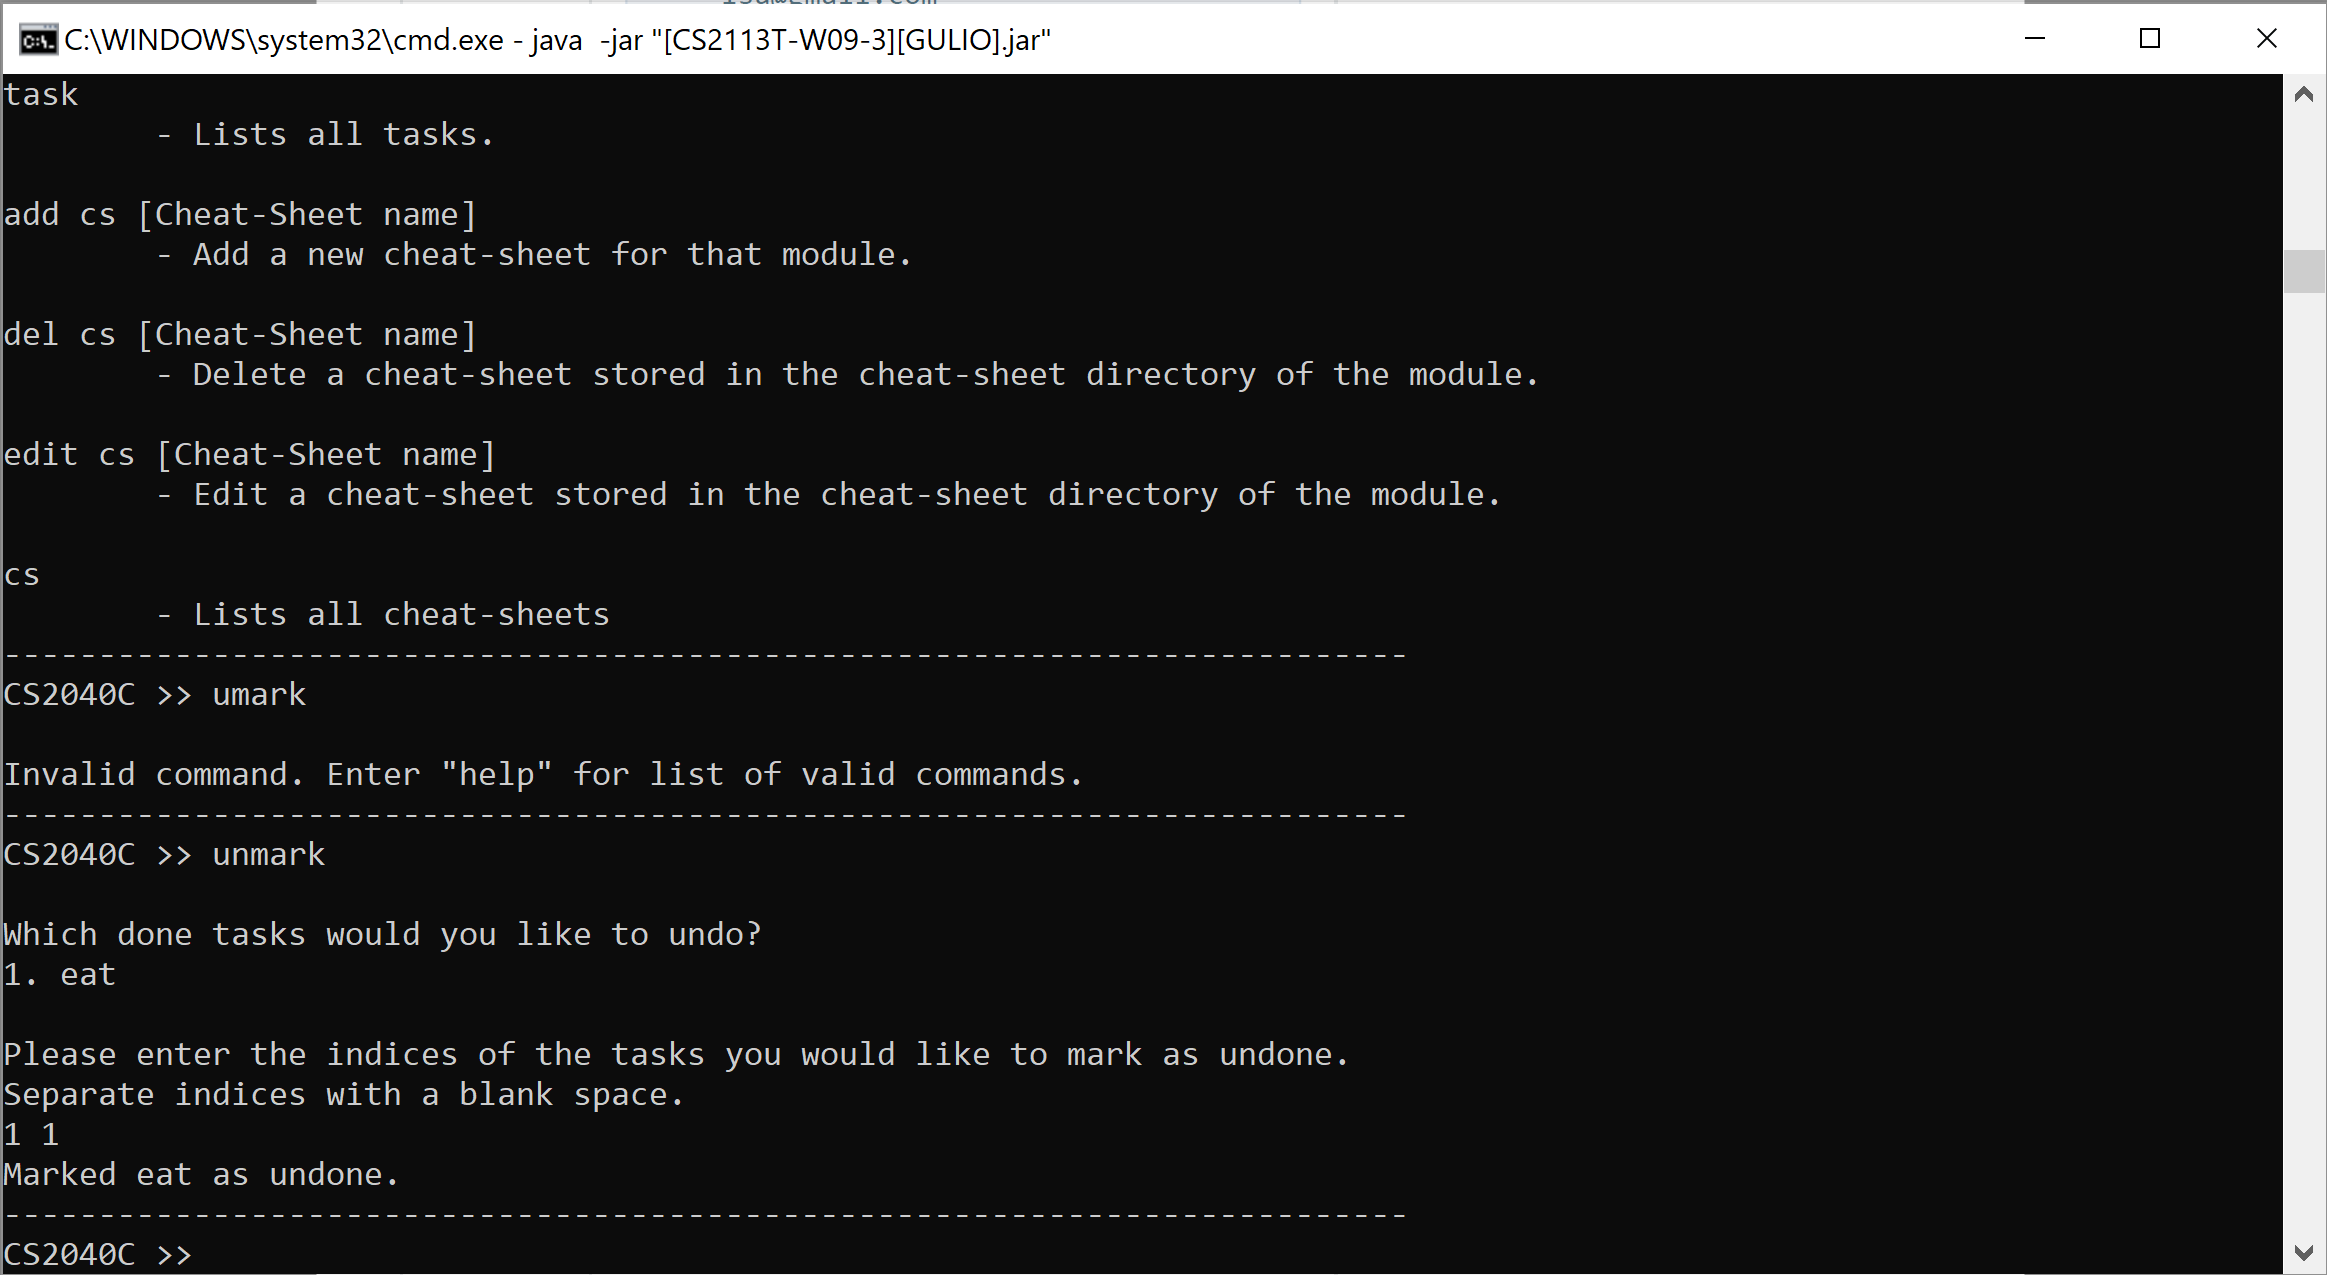 C:\WINDOWS\system32\cmd.exe - java  -jar "[CS2113T-W09-3][GULIO].jar"
task
- Lists all tasks.
add cs [Cheat-Sheet name]
- Add a new cheat-sheet for that module.
del cs [Cheat-Sheet name]
- Delete a cheat-sheet stored in the cheat-sheet directory of the module.
edit cs [Cheat-Sheet name]
- Edit a cheat-sheet stored in the cheat-sheet directory of the module.
cs
- Lists all cheat-sheets
--------------------------------------------------------------------------
CS2040C >> umark
Invalid command. Enter "help" for list of valid commands.
--------------------------------------------------------------------------
CS2040C >> unmark
Which done tasks would you like to undo?
1. eat
Please enter the indices of the tasks you would like to mark as undone.
Separate indices with a blank space.
1 1
Marked eat as undone.
--------------------------------------------------------------------------
CS2040C >>